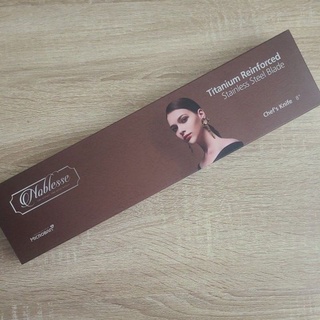 Noblesse
Titanium Reinforced
Stainless Steel Blade
Chef's Knife 8"